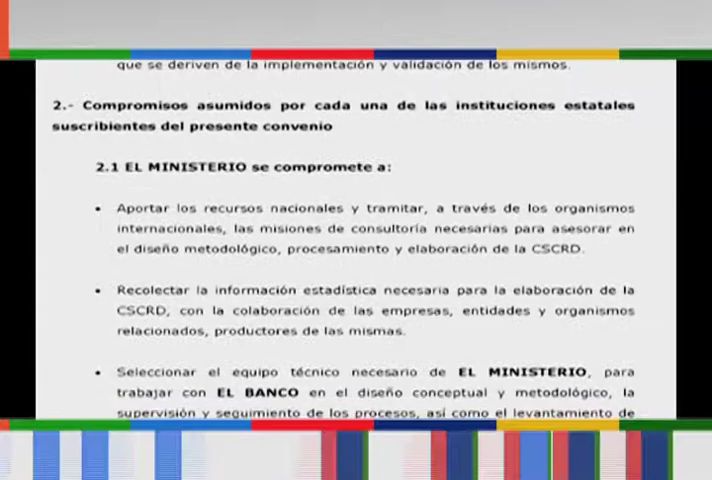 que se deriven de la implementación y validación de los mismos.
2.- Compromisos asumidos por cada una de las instituciones estatales
suscribientes del presente convenio
2.1 EL MINISTERIO se compromete a:
• Aportar los recursos nacionales y tramitar, a través de los organismos
internacionales, las misiones de consultoría necesarias para asesorar en
el diseño metodológico, procesamiento y elaboración de la CSCRD.
• Recolectar la información estadística necesaria para la elaboración de la
CSCRD, con la colaboración de las empresas, entidades y organismos
relacionados, productores de las mismas.
• Seleccionar el equipo técnico necesario de EL MINISTERIO, para
trabajar con EL BANCO en el diseño conceptual y metodológico, la
supervisión y seguimiento de los procesos, así como el levantamiento de